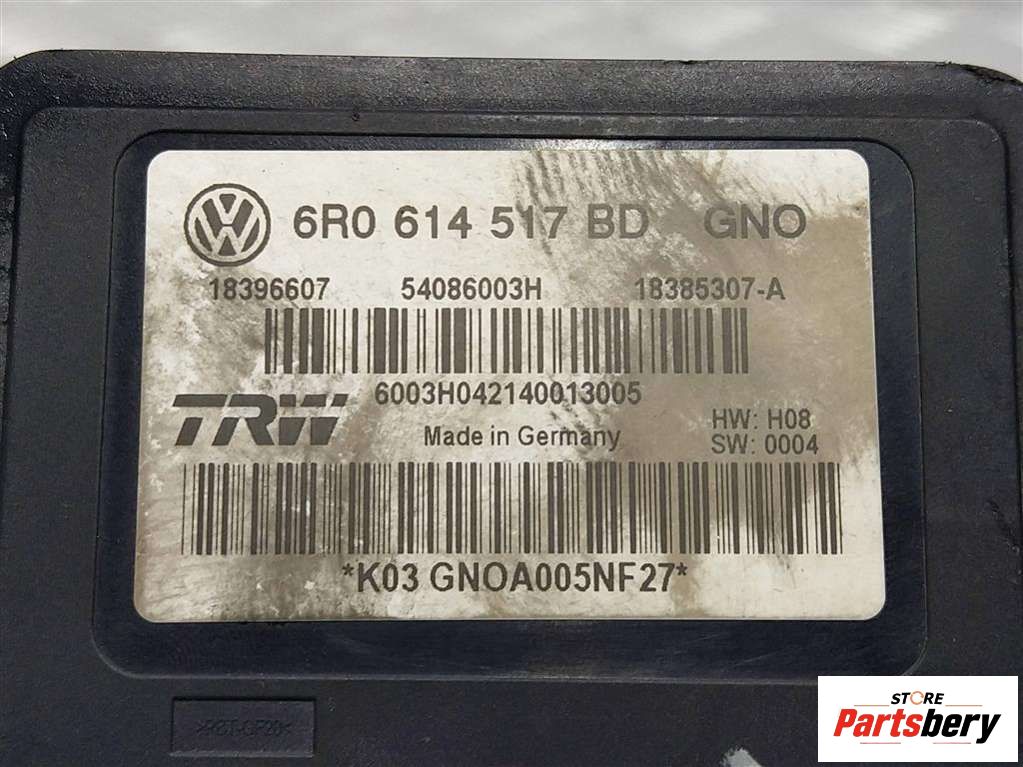 6R0 614 517 BD GNO
18396607 54086003H 18385307-A
6003H042140013005
TRW
Made in Germany
HW: H08
SW: 0004
*K03 GNOA005NF27*
STORE
Partsbery